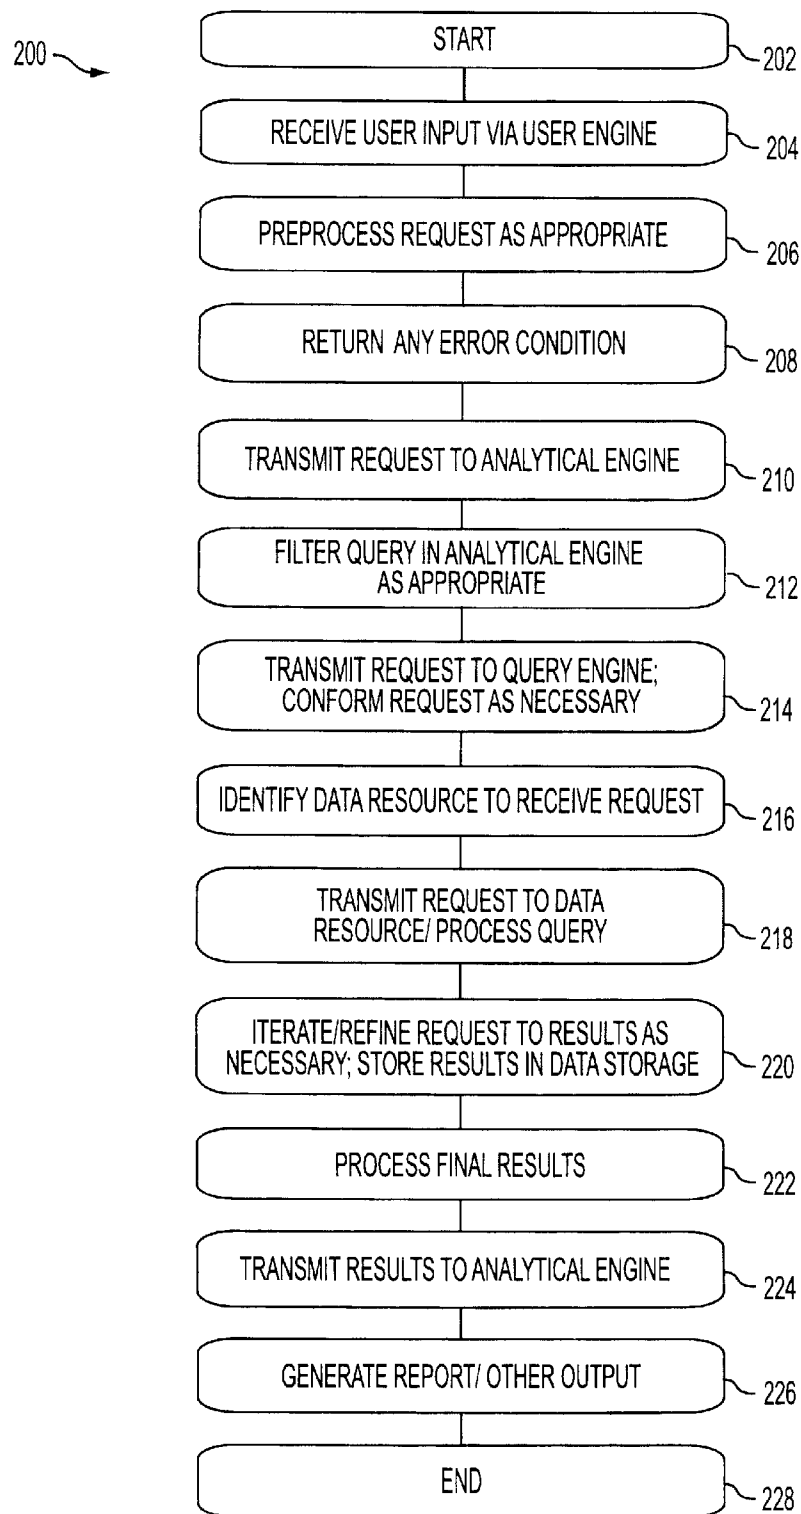 200
START
202
RECEIVE USER INPUT VIA USER ENGINE
204
PREPROCESS REQUEST AS APPROPRIATE
206
RETURN ANY ERROR CONDITION
208
TRANSMIT REQUEST TO ANALYTICAL ENGINE
210
FILTER QUERY IN ANALYTICAL ENGINE
AS APPROPRIATE
212
TRANSMIT REQUEST TO QUERY ENGINE;
CONFORM REQUEST AS NECESSARY
214
IDENTIFY DATA RESOURCE TO RECEIVE REQUEST
216
TRANSMIT REQUEST TO DATA
RESOURCE/ PROCESS QUERY
218
ITERATE/REFINE REQUEST TO RESULTS AS
NECESSARY; STORE RESULTS IN DATA STORAGE
220
PROCESS FINAL RESULTS
222
TRANSMIT RESULTS TO ANALYTICAL ENGINE
224
GENERATE REPORT/ OTHER OUTPUT
226
END
228